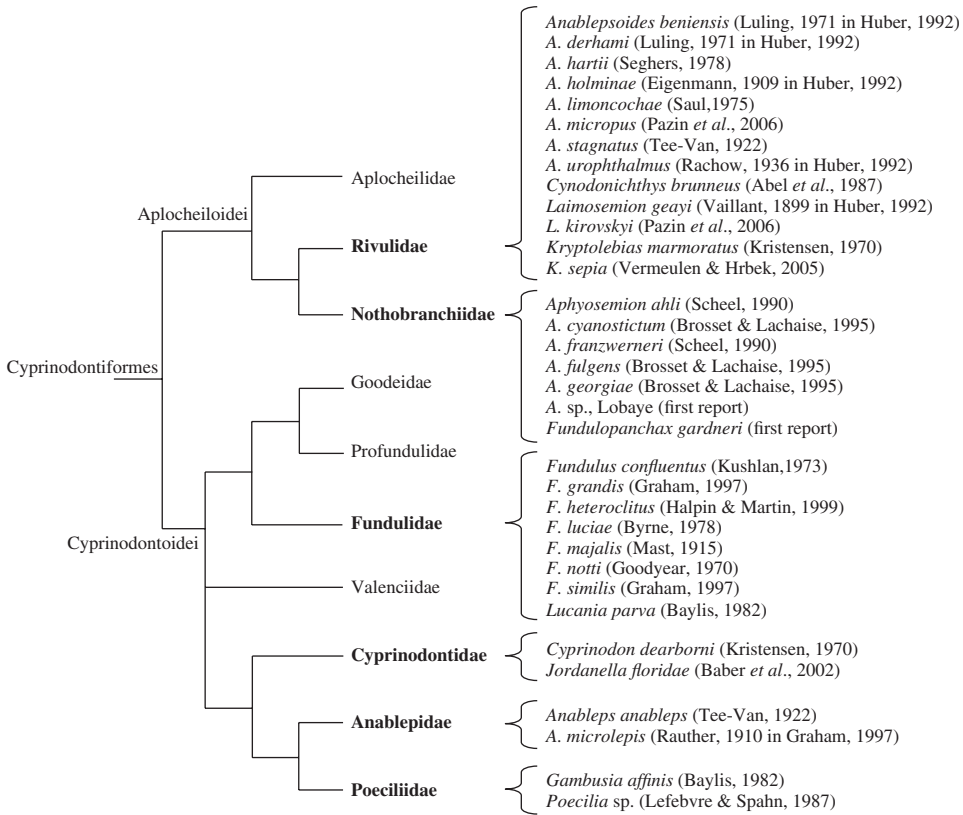 Anablepsoides beniensis (Luling, 1971 in Huber, 1992)
A. derhami (Luling, 1971 in Huber, 1992)
A. hartii (Seghers, 1978)
A. holminae (Eigenmann, 1909 in Huber, 1992)
A. limoncochae (Saul,1975)
A. micropus (Pazin et al., 2006)
A. stagnatus (Tee-Van, 1922)
A. urophthalmus (Rachow, 1936 in Huber, 1992)
Cynodonichthys brunneus (Abel et al., 1987)
Laimosemion geayi (Vaillant, 1899 in Huber, 1992)
L. kirovskyi (Pazin et al., 2006)
Kryptolebias marmoratus (Kristensen, 1970)
K. sepia (Vermeulen & Hrbek, 2005)
Aplocheilidae
Aplocheiloidei
Rivulidae
Nothobranchiidae
Aphyosemion ahli (Scheel, 1990)
A. cyanostictum (Brosset & Lachaise, 1995)
A. franzwerneri (Scheel, 1990)
A. fulgens (Brosset & Lachaise, 1995)
A. georgiae (Brosset & Lachaise, 1995)
A. sp., Lobaye (first report)
Fundulopanchax gardneri (first report)
Cyprinodontiformes
Goodeidae
Profundulidae
Fundulidae
Fundulus confluentus (Kushlan,1973)
F. grandis (Graham, 1997)
F. heteroclitus (Halpin & Martin, 1999)
F. luciae (Byrne, 1978)
F. majalis (Mast, 1915)
F. notti (Goodyear, 1970)
F. similis (Graham, 1997)
Lucania parva (Baylis, 1982)
Cyprinodontoidei
Valenciidae
Cyprinodontidae
Cyprinodon dearborni (Kristensen, 1970)
Jordanella floridae (Baber et al., 2002)
Anablepidae
Anableps anableps (Tee-Van, 1922)
A. microlepis (Rauther, 1910 in Graham, 1997)
Poeciliidae
Gambusia affinis (Baylis, 1982)
Poecilia sp. (Lefebvre & Spahn, 1987)